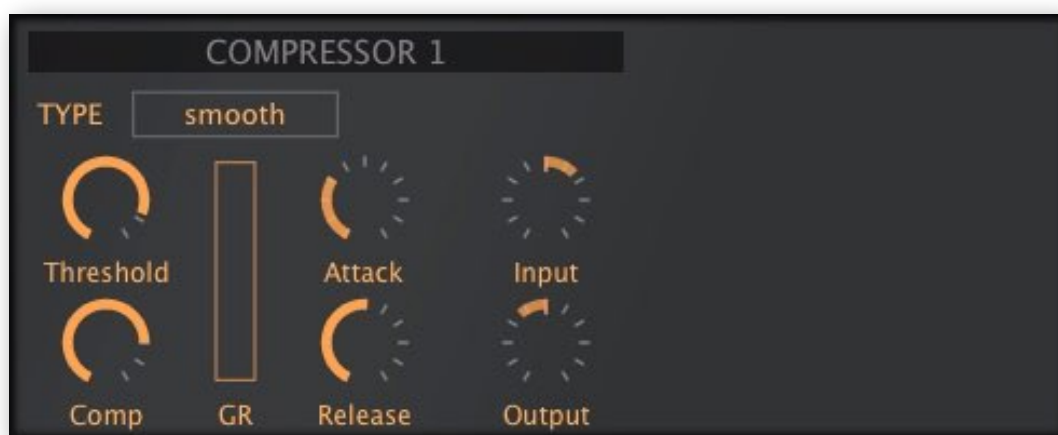 COMPRESSOR 1
TYPE smooth
Threshold Attack Input
Comp GR Release Output